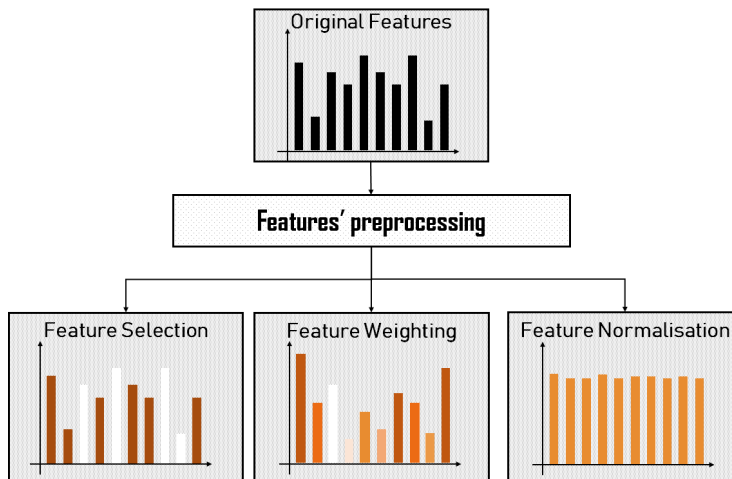 Original Features
Features' preprocessing
Feature Selection
Feature Weighting
Feature Normalisation